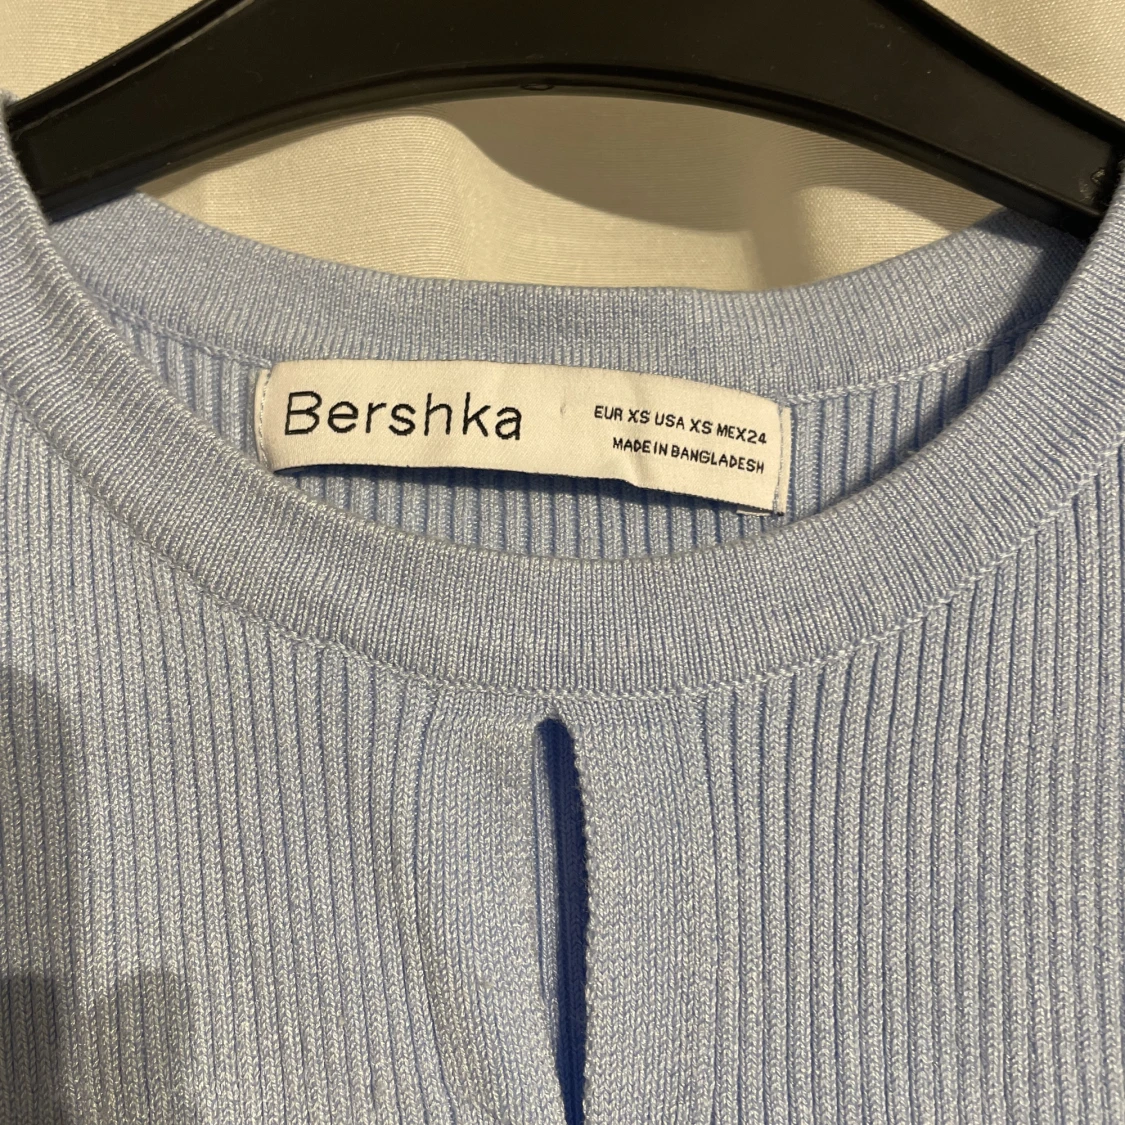 Bershka
EUR XS USA XS MEX24
MADE IN BANGLADESH